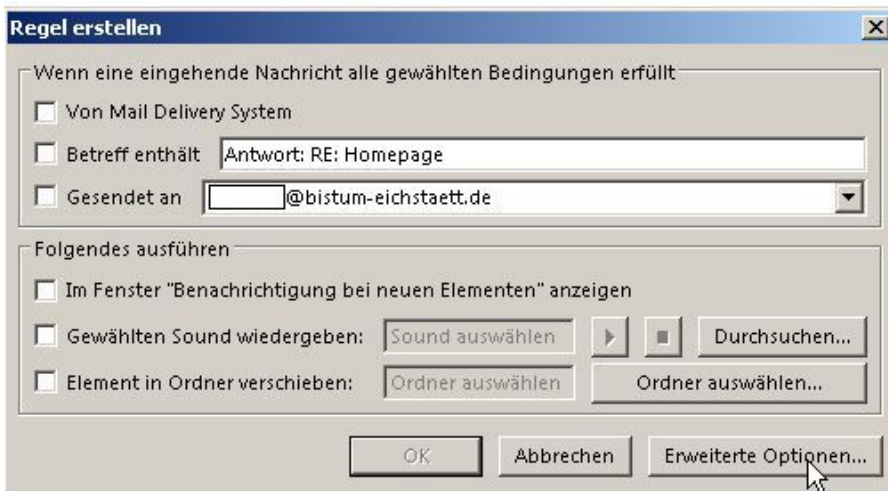 Regel erstellen
Wenn eine eingehende Nachricht alle gewählten Bedingungen erfüllt
Von Mail Delivery System
Betreff enthält Antwort: RE: Homepage
Gesendet an @bistum-eichstaett.de
Folgendes ausführen
Im Fenster "Benachrichtigung bei neuen Elementen" anzeigen
Gewählten Sound wiedergeben: Sound auswählen Durchsuchen...
Element in Ordner verschieben: Ordner auswählen Ordner auswählen...
OK Abbrechen Erweiterte Optionen...